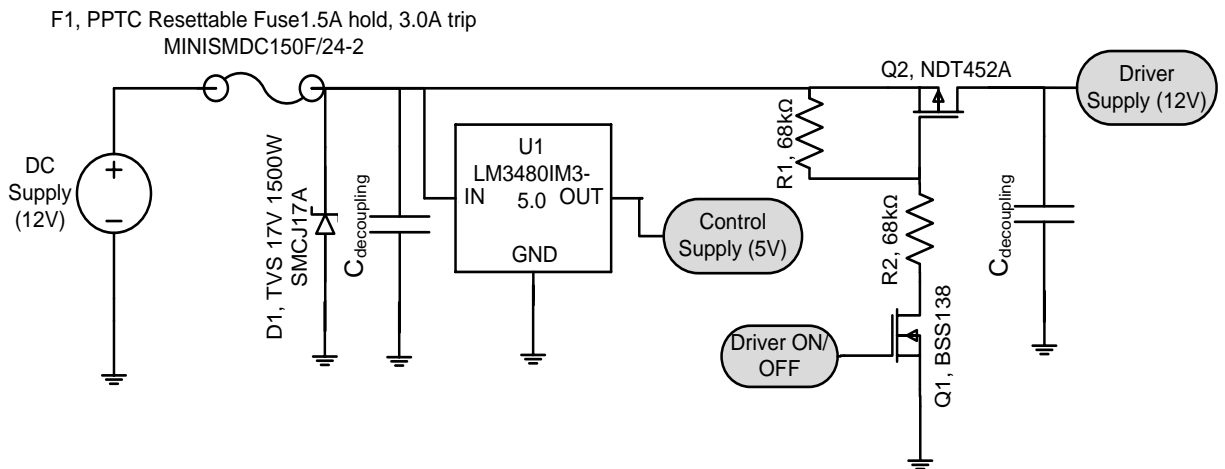 F1, PPTC Resettable Fuse1.5A hold, 3.0A trip
MINISMDC150F/24-2
DC
Supply
(12V)
+
−
D1, TVS 17V 1500W
SMCJ17A
Cdecoupling
U1
LM3480IM3-
5.0
IN
OUT
GND
Control
Supply (5V)
R1, 68kΩ
R2, 68kΩ
Q2, NDT452A
Driver
Supply (12V)
Cdecoupling
Driver ON/
OFF
Q1, BSS138